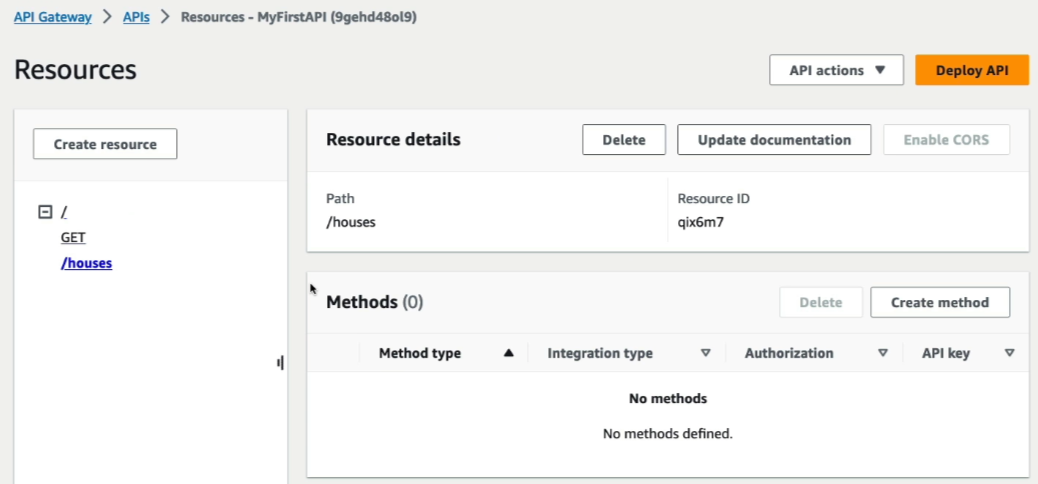 API Gateway > APIs > Resources - MyFirstAPI (9gehd48ol9)
Resources
API actions ▼
Deploy API
Create resource
/
GET
/houses
Resource details
Delete
Update documentation
Enable CORS
Path
/houses
Resource ID
qix6m7
Methods (0)
Delete
Create method
Method type Integration type Authorization API key
No methods
No methods defined.